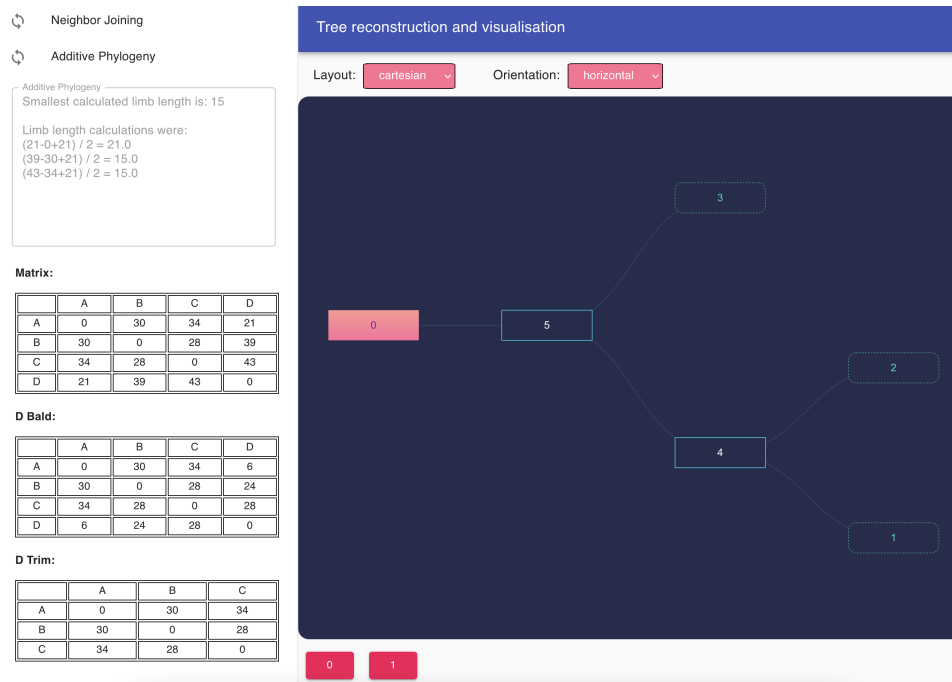 Neighbor Joining
Additive Phylogeny
Additive Phylogeny
Smallest calculated limb length is: 15
Limb length calculations were:
(21-0+21) / 2 = 21.0
(39-30+21) / 2 = 15.0
(43-34+21) / 2 = 15.0
Matrix:
A B C D
A 0 30 34 21
B 30 0 28 39
C 34 28 0 43
D 21 39 43 0
D Bald:
A B C D
A 0 30 34 6
B 30 0 28 24
C 34 28 0 28
D 6 24 28 0
D Trim:
A B C
A 0 30 34
B 30 0 28
C 34 28 0
Tree reconstruction and visualisation
Layout: cartesian Orientation: horizontal
3
0 5
2
4
1
0 1